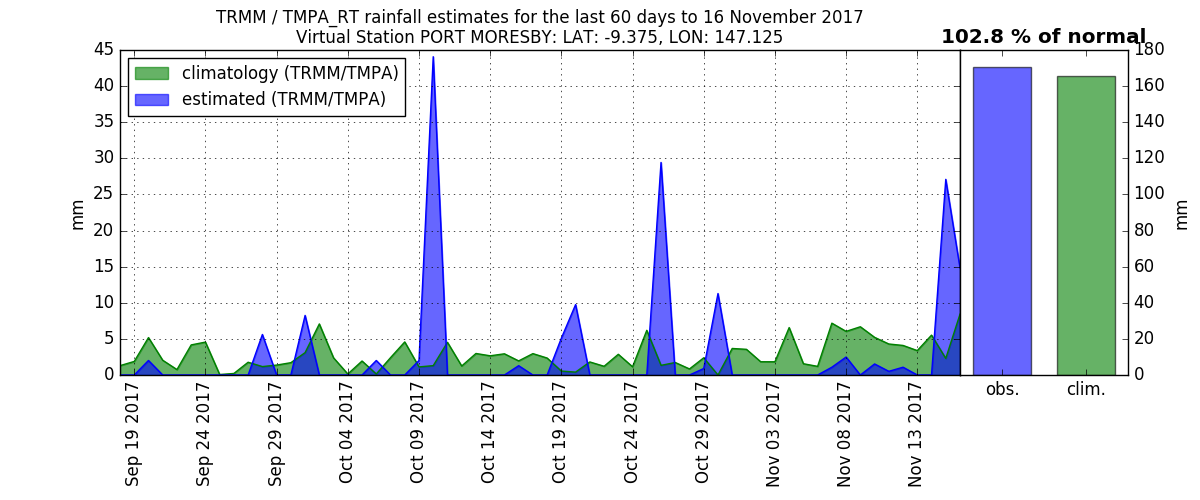 TRMM / TMPA_RT rainfall estimates for the last 60 days to 16 November 2017
Virtual Station PORT MORESBY: LAT: -9.375, LON: 147.125
102.8 % of normal
climatology (TRMM/TMPA)
estimated (TRMM/TMPA)
mm
45
40
35
30
25
20
15
10
5
0
Sep 19 2017
Sep 24 2017
Sep 29 2017
Oct 04 2017
Oct 09 2017
Oct 14 2017
Oct 19 2017
Oct 24 2017
Oct 29 2017
Nov 03 2017
Nov 08 2017
Nov 13 2017
obs.
clim.
180
160
140
120
100
80
60
40
20
0
mm